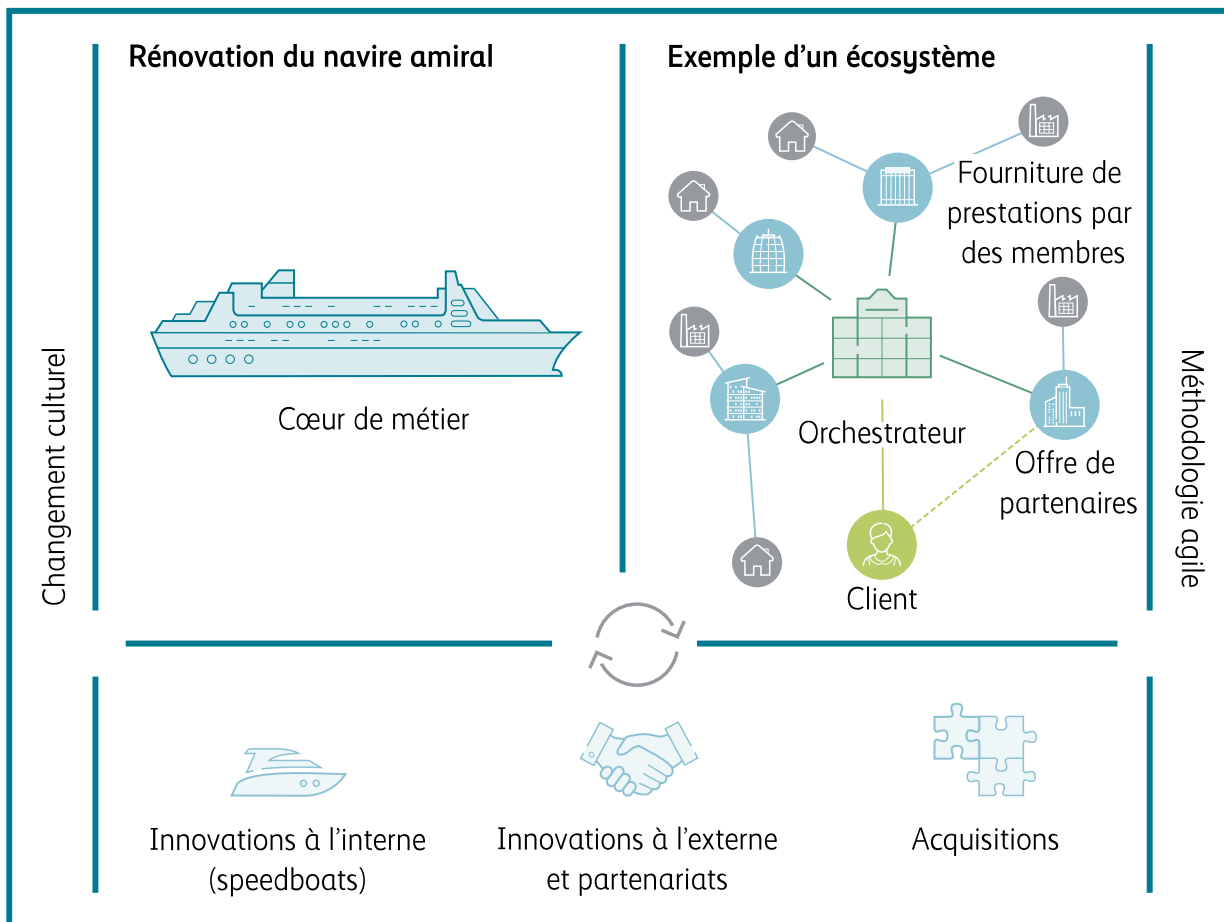 Rénovation du navire amiral
Exemple d'un écosystème
Fourniture de
prestations par
des membres
Changement culturel
Cœur de métier
Orchestrateur
Offre de
partenaires
Client
Méthodologie agile
Innovations à l'interne
(speedboats)
Innovations à l'externe
et partenariats
Acquisitions